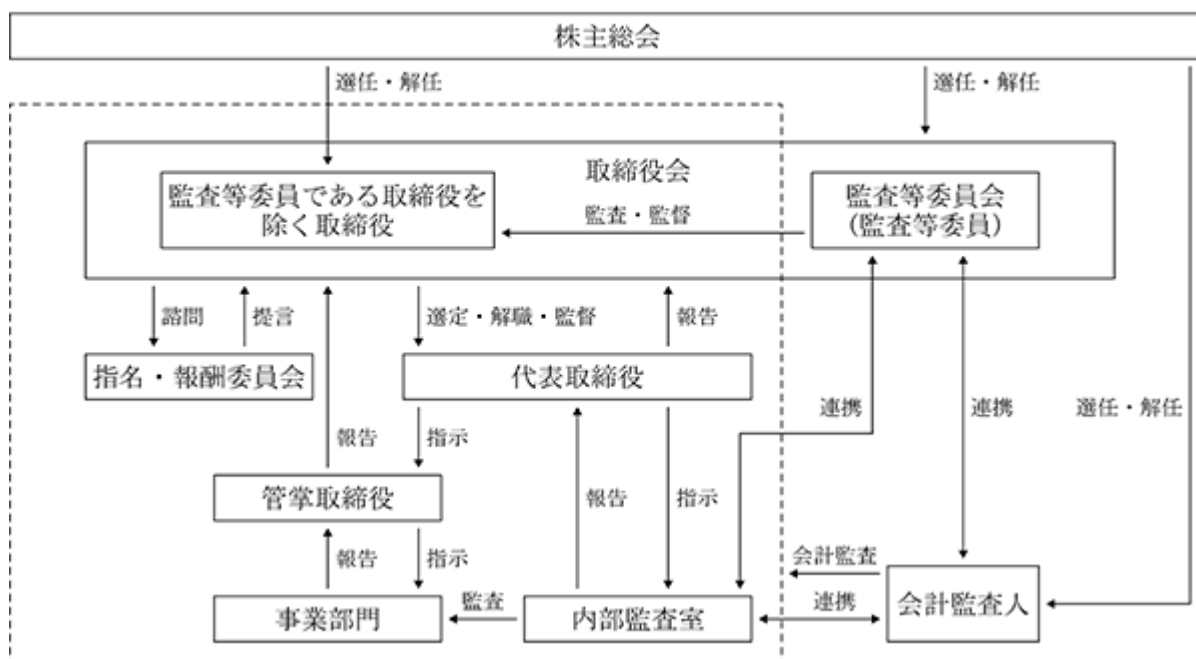 株主総会
選任・解任
選任・解任
取締役会
監査等委員である取締役を
除く取締役
監査・監督
監査等委員会
(監査等委員)
諮問
提言
選定・解職・監督
報告
指名・報酬委員会
代表取締役
連携
連携
選任・解任
報告
指示
管掌取締役
報告
指示
報告
指示
会計監査
事業部門
監査
内部監査室
連携
会計監査人